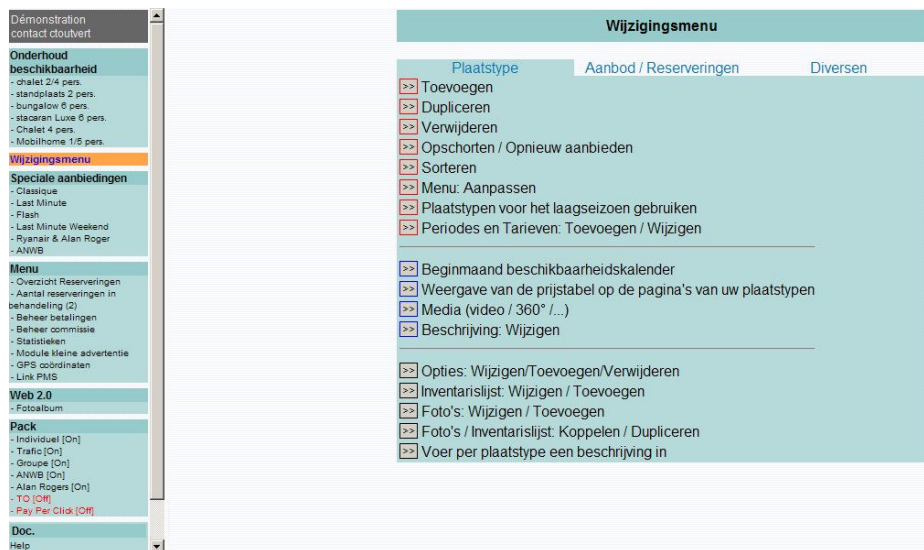 Démonstration
contact ctoutvert
Onderhoud
beschikbaarheid
- chalet 2/4 pers.
- standplaats 2 pers.
- bungalow 6 pers.
- stacaran Luxe 6 pers.
- Chalet 4 pers.
- Mobilhome 1/5 pers.
Wijzigingsmenu
Speciale aanbiedingen
- Classique
- Last Minute
- Flash
- Last Minute Weekend
- Ryanair & Alan Roger
- ANWB
Menu
- Overzicht Reserveringen
- Aantal reserveringen in
behandeling (2)
- Beheer betalingen
- Beheer commissie
- Statistieken
- Module kleine advertentie
- GPS coördinaten
- Link PMS
Web 2.0
- Fotoalbum
Pack
- Individuel [On]
- Trafic [On]
- Groupe [On]
- ANWB [On]
- Alan Rogers [On]
- TO [Off]
- Pay Per Click [Off]
Doc.
Help
Wijzigingsmenu
Plaatstype Aanbod / Reserveringen Diversen
>> Toevoegen
>> Dupliceren
>> Verwijderen
>> Opschorten / Opnieuw aanbieden
>> Sorteren
>> Menu: Aanpassen
>> Plaatstypen voor het laagseizoen gebruiken
>> Periodes en Tarieven: Toevoegen / Wijzigen
>> Beginmaand beschikbaarheidskalender
>> Weergave van de prijstabel op de pagina's van uw plaatstypen
>> Media (video / 360° /...)
>> Beschrijving: Wijzigen
>> Opties: Wijzigen/Toevoegen/Verwijderen
>> Inventarislijst: Wijzigen / Toevoegen
>> Foto's: Wijzigen / Toevoegen
>> Foto's / Inventarislijst: Koppelen / Dupliceren
>> Voer per plaatstype een beschrijving in